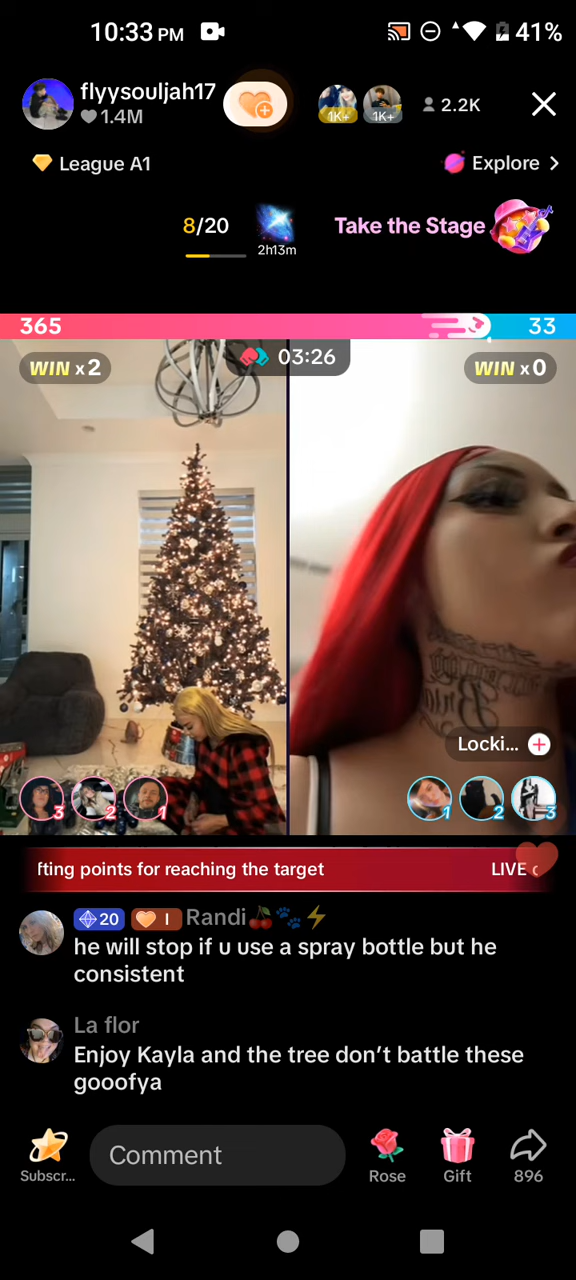 10:33 PM
41%
flyysouljah17
1.4M
1K+
1K+
2.2K
League A1
Explore >
8/20
2h13m
Take the Stage
365
33
WIN x2
03:26
WIN x0
Locki...
3
2
1
1
2
3
fting points for reaching the target
LIVE
20
I
Randi🍒🐾⚡
he will stop if u use a spray bottle but he
consistent
La flor
Enjoy Kayla and the tree don’t battle these
gooofya
Comment
Subscr...
Rose
Gift
896